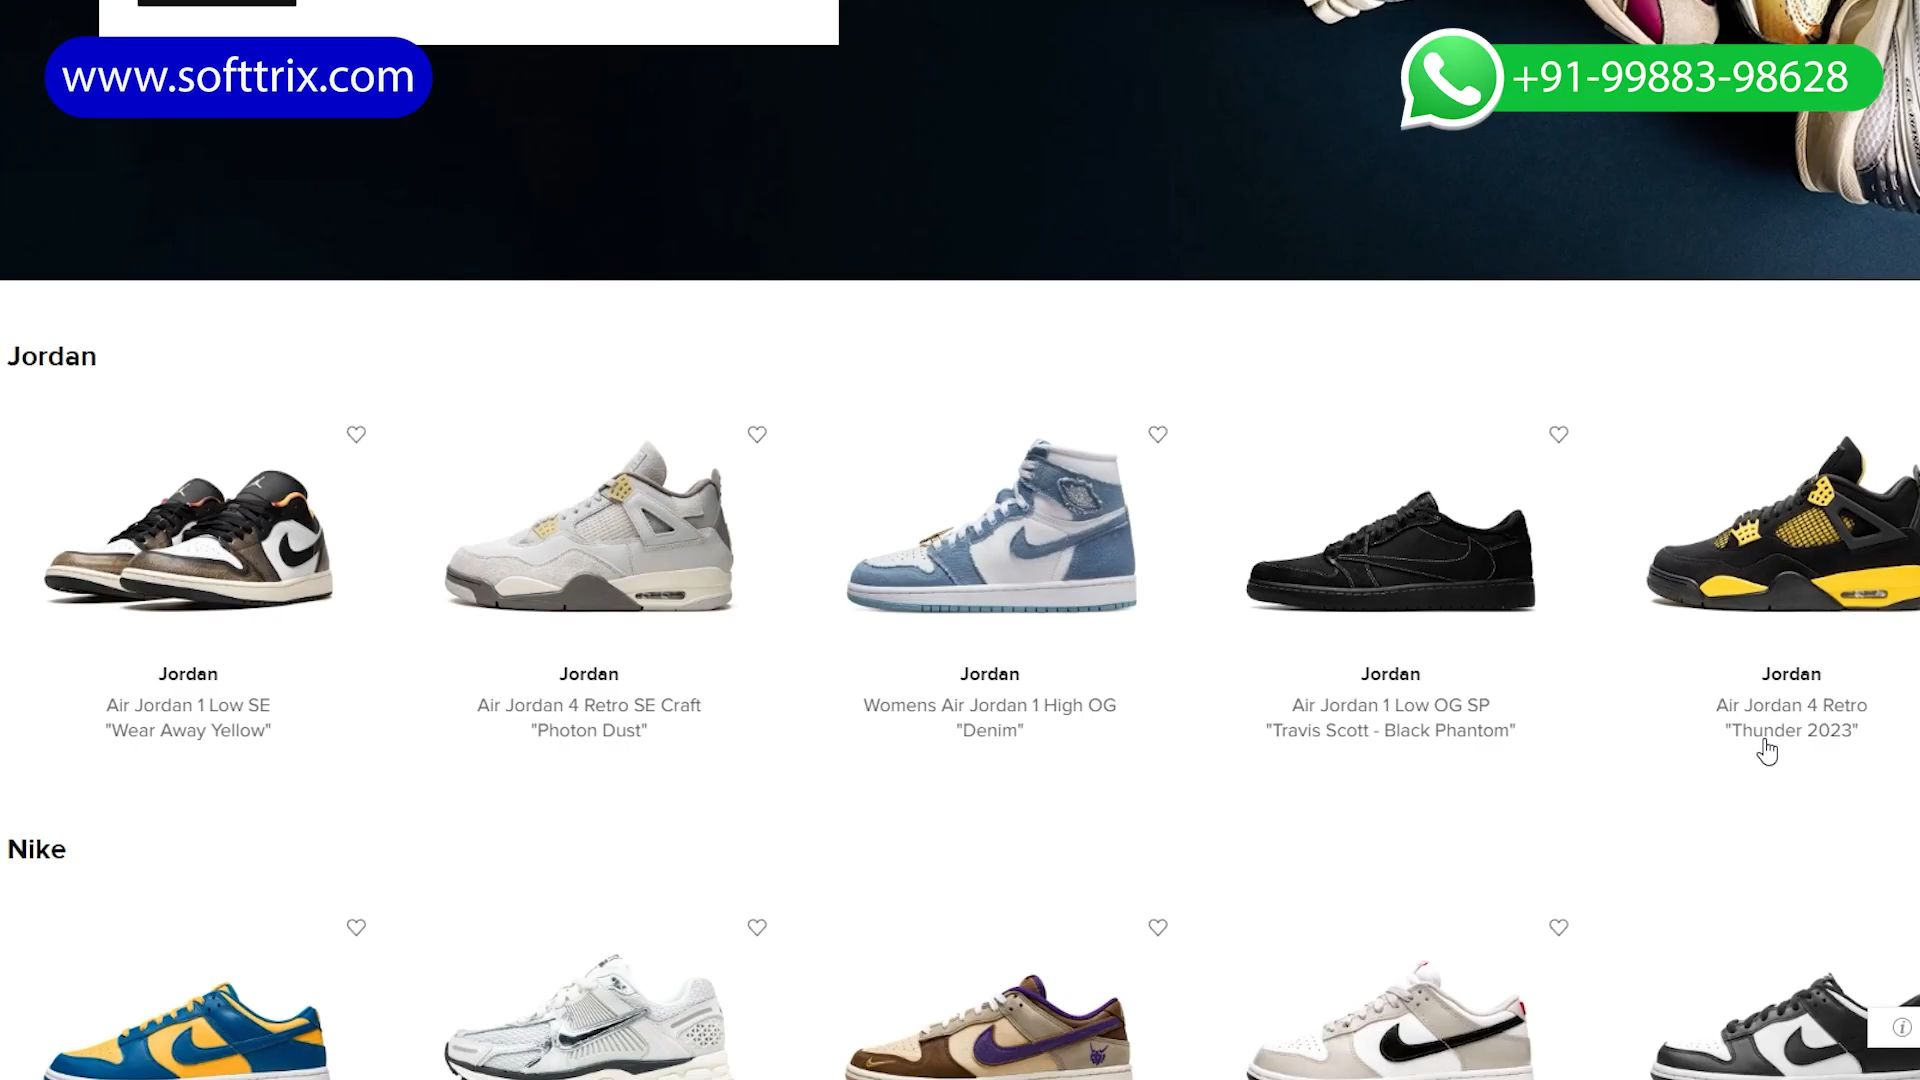 www.softtrix.com
+91-99883-98628
Jordan
Jordan
Air Jordan 1 Low SE
"Wear Away Yellow"
Jordan
Air Jordan 4 Retro SE Craft
"Photon Dust"
Jordan
Womens Air Jordan 1 High OG
"Denim"
Jordan
Air Jordan 1 Low OG SP
"Travis Scott - Black Phantom"
Jordan
Air Jordan 4 Retro
"Thunder 2023"
Nike